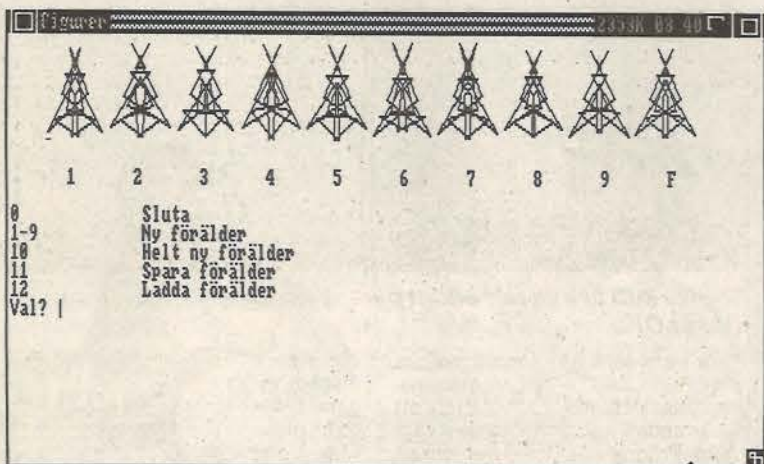 figurer 2353K 03 40
1 2 3 4 5 6 7 8 9 F
0 Sluta
1-9 Ny förälder
10 Helt ny förälder
11 Spara förälder
12 Ladda förälder
Val?